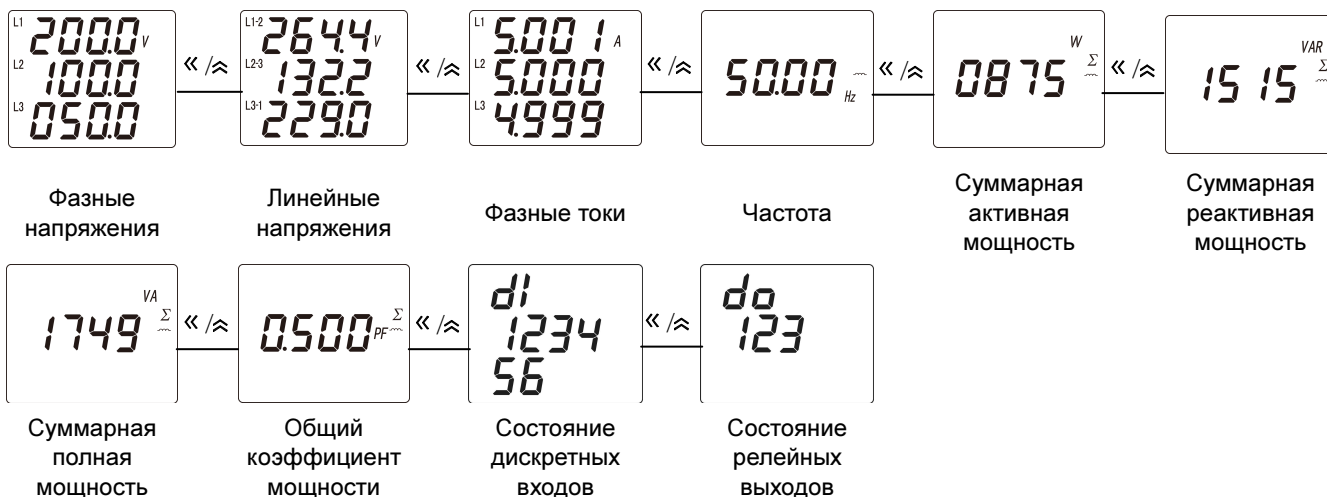 L1 200.0 V
L2 100.0
L3 050.0
« /≪
L1-2 264.4 V
L2-3 132.2
L3-1 229.0
« /≪
L1 5.001 A
L2 5.000
L3 4.999
« /≪
50.00 Hz
« /≪
W
0875 Σ
« /≪
VAR
1515 Σ
Фазные
напряжения
Линейные
напряжения
Фазные токи
Частота
Суммарная
активная
мощность
Суммарная
реактивная
мощность
VA
1749 Σ
« /≪
0.500 PF Σ
« /≪
di
1234
56
« /≪
do
123
Суммарная
полная
мощность
Общий
коэффициент
мощности
Состояние
дискретных
входов
Состояние
релейных
выходов